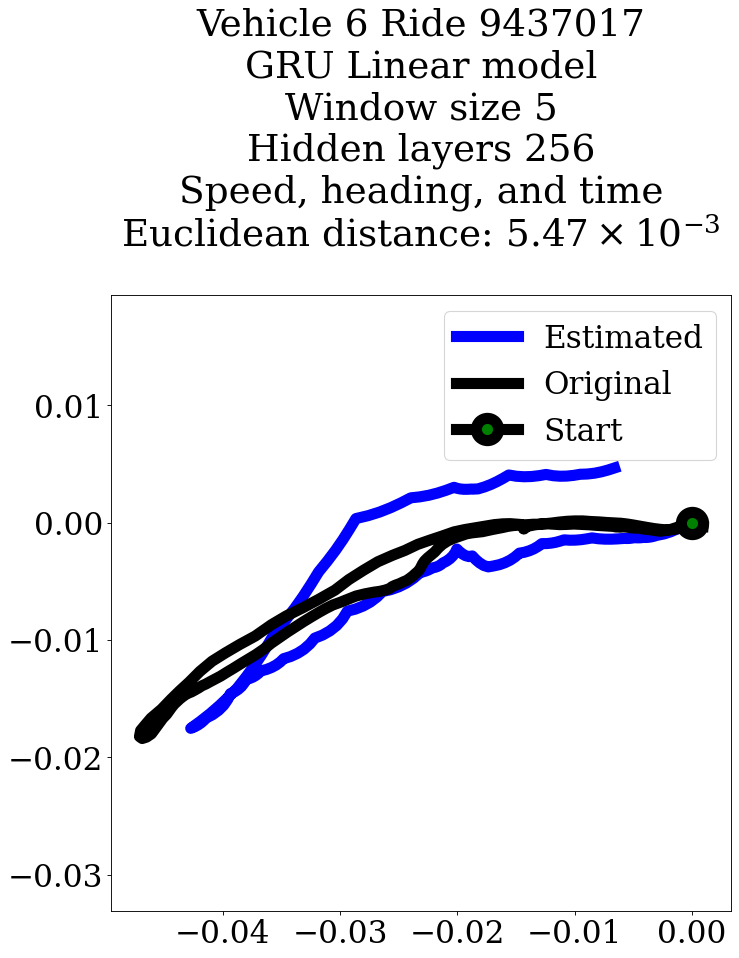 Vehicle 6 Ride 9437017
GRU Linear model
Window size 5
Hidden layers 256
Speed, heading, and time
Euclidean distance: 5.47 × 10⁻³
Estimated
Original
Start
0.01
0.00
−0.01
−0.02
−0.03
−0.04 −0.03 −0.02 −0.01 0.00